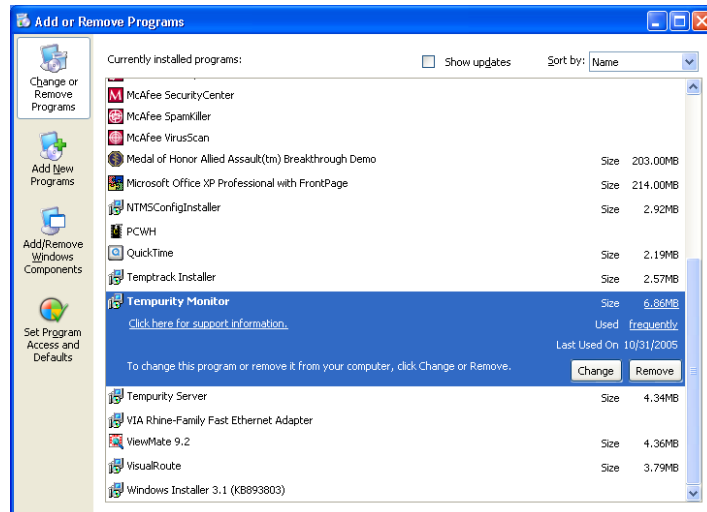 Add or Remove Programs
Change or
Remove
Programs
Add New
Programs
Add/Remove
Windows
Components
Set Program
Access and
Defaults
Currently installed programs:
Show updates
Sort by: Name
McAfee SecurityCenter
McAfee SpamKiller
McAfee VirusScan
Medal of Honor Allied Assault(tm) Breakthrough Demo Size 203.00MB
Microsoft Office XP Professional with FrontPage Size 214.00MB
NTMSConfigInstaller Size 2.92MB
PCWH
QuickTime Size 2.19MB
Temptrack Installer Size 2.57MB
Tempurity Monitor Size 6.86MB
Click here for support information. Used frequently
Last Used On 10/31/2005
To change this program or remove it from your computer, click Change or Remove. Change Remove
Tempurity Server Size 4.34MB
VIA Rhine-Family Fast Ethernet Adapter
ViewMate 9.2 Size 4.36MB
VisualRoute Size 3.79MB
Windows Installer 3.1 (KB893803)